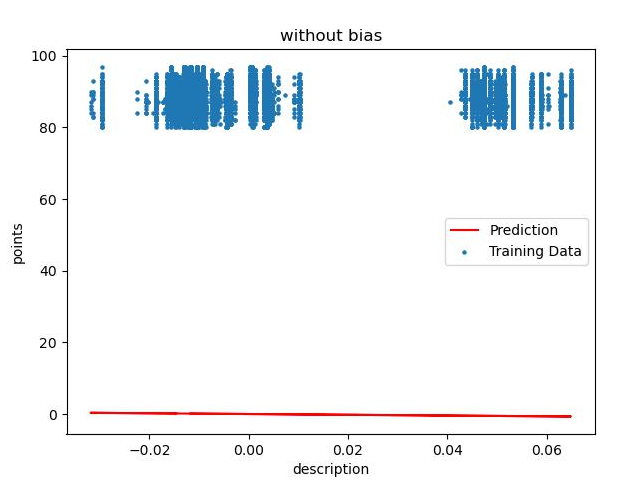 without bias
100
80
60
40
20
0
points
Prediction
Training Data
−0.02
0.00
0.02
0.04
0.06
description